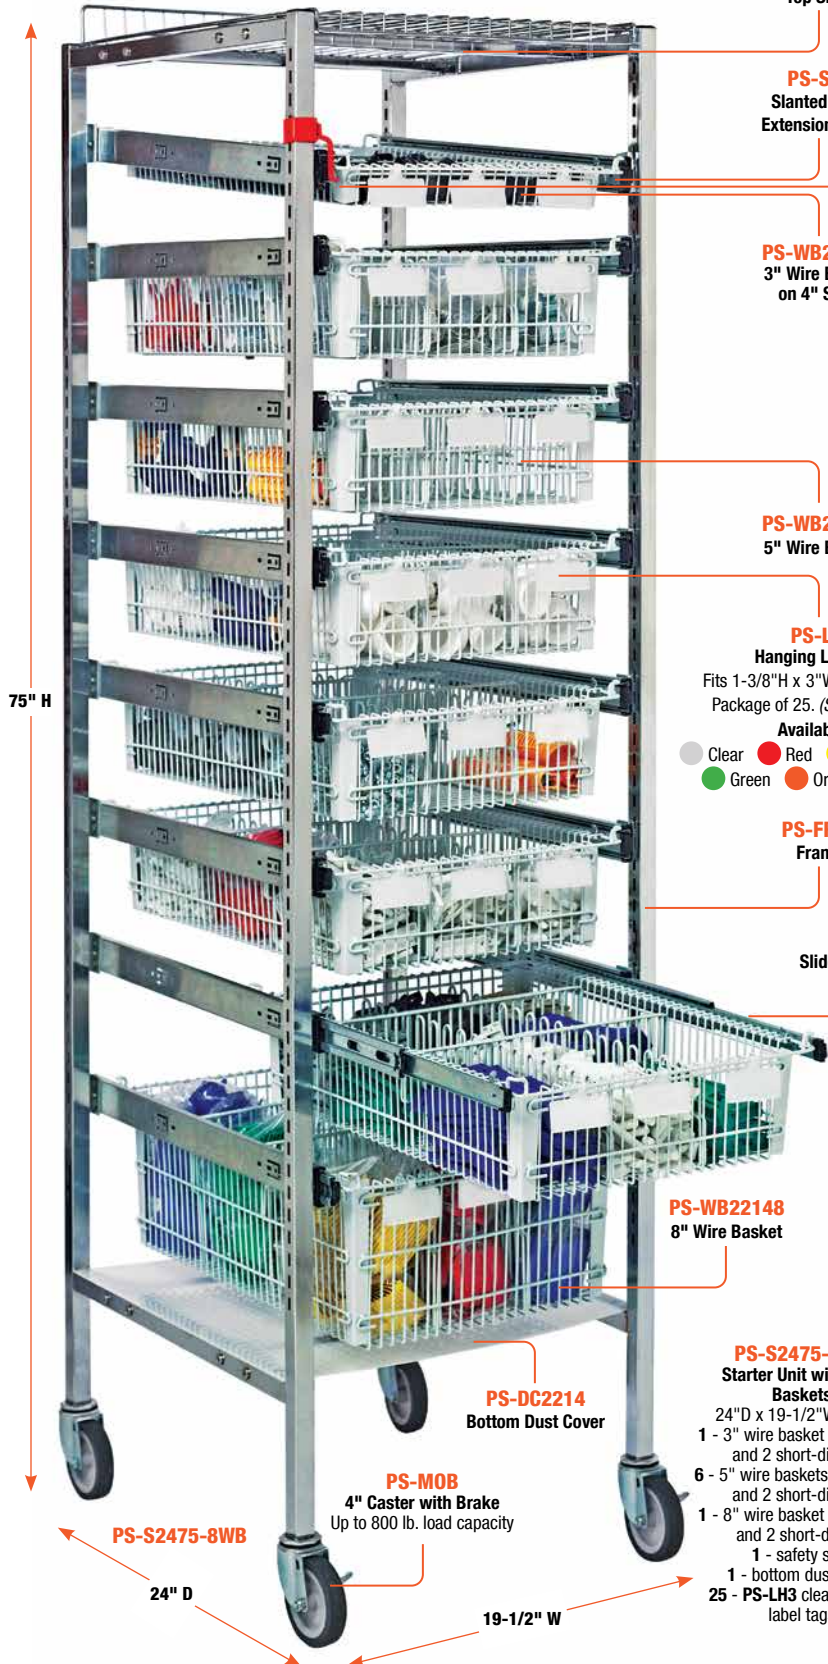 PS-S
Slanted
Extension
PS-WB2
3" Wire
on 4" S
PS-WB2
5" Wire
PS-L
Hanging L
Fits 1-3/8"H x 3"W
Package of 25. (S
Availab
Clear Red
Green Or
75" H
PS-F
Fran
Slid
PS-WB22148
8" Wire Basket
PS-DC2214
Bottom Dust Cover
PS-MOB
4" Caster with Brake
Up to 800 lb. load capacity
PS-S2475-8WB
24" D
19-1/2" W
PS-S2475-
Starter Unit wi
Baskets
24"D x 19-1/2"W
1 - 3" wire basket
and 2 short-di
6 - 5" wire baskets
and 2 short-di
1 - 8" wire basket
and 2 short-d
1 - safety s
1 - bottom dus
25 - PS-LH3 clea
label tag